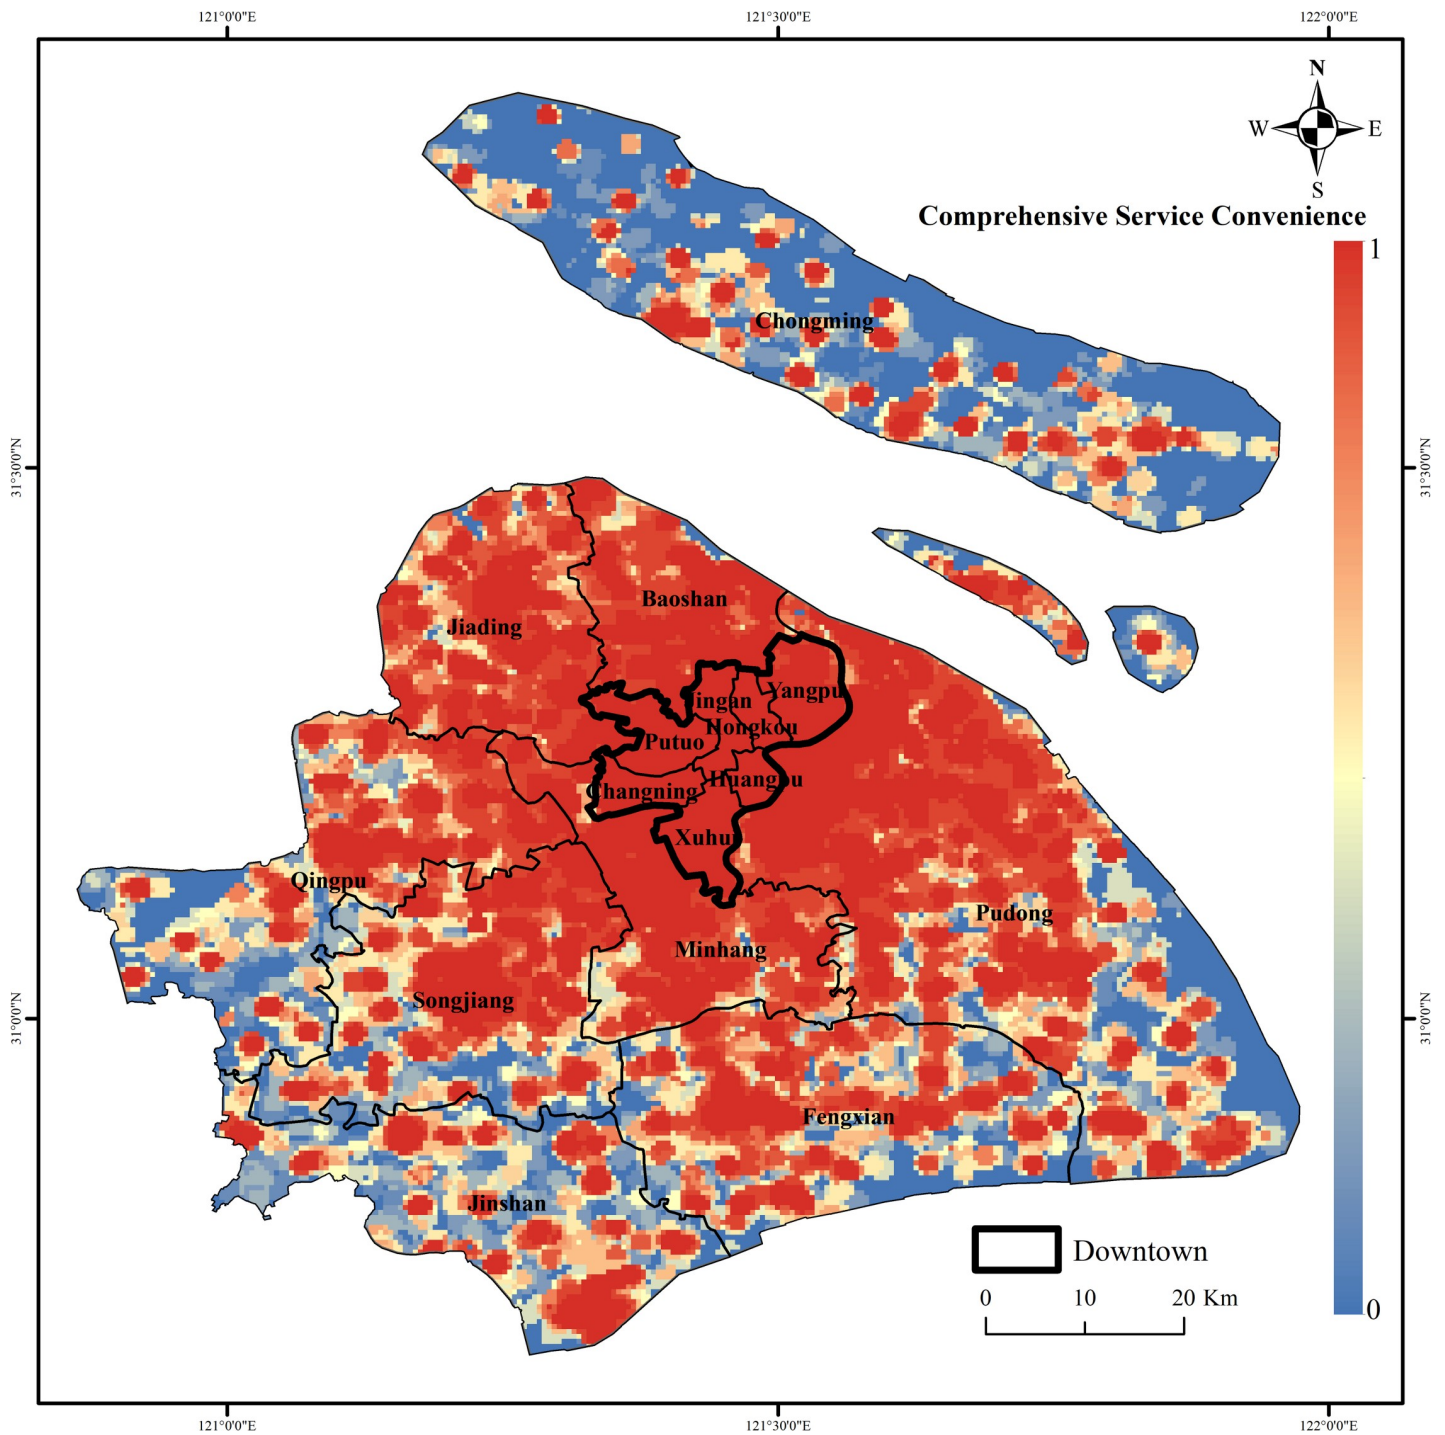 121°0'0"E 121°30'0"E 122°0'0"E
N
W E
S
Comprehensive Service Convenience
1
Chongming
31°30'0"N 31°30'0"N
Baoshan
Jiading
Yangpu
Jingan
Hongkou
Putuo
Huangpu
Changning
Xuhui
Qingpu
Pudong
Minhang
Songjiang
31°0'0"N 31°0'0"N
Fengxian
Jinshan
Downtown
0 10 20 Km
0
121°0'0"E 121°30'0"E 122°0'0"E